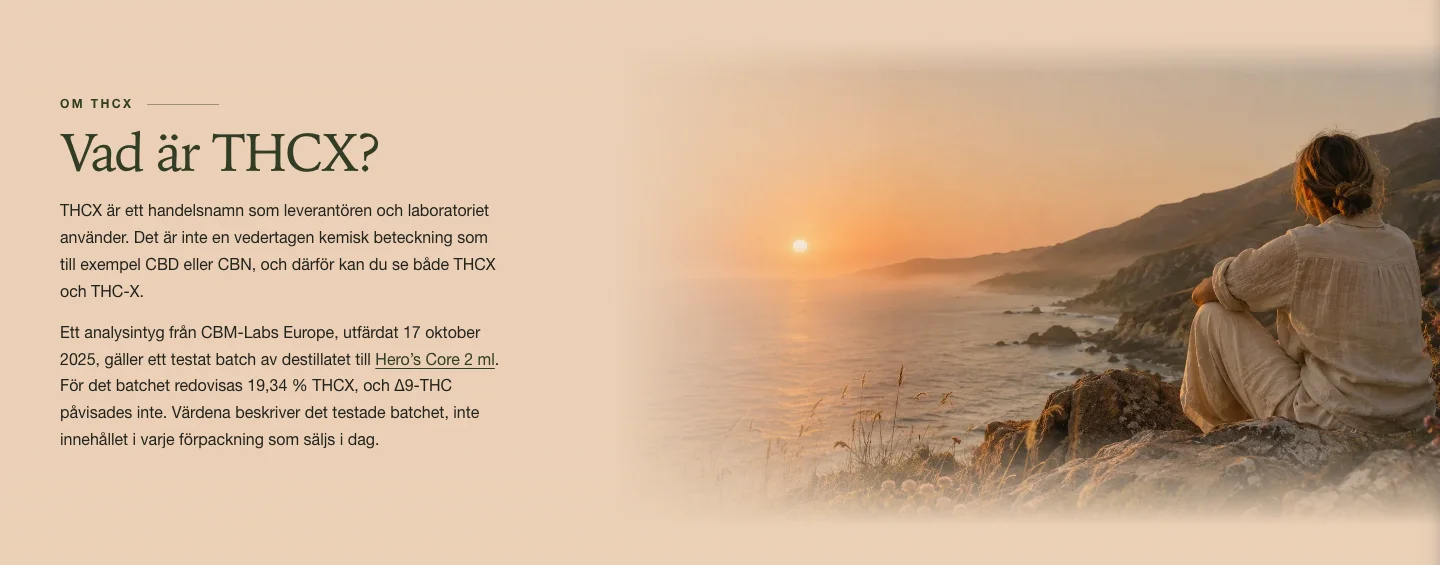 OM THCX
Vad är THCX?
THCX är ett handelsnamn som leverantören och laboratoriet
använder. Det är inte en vedertagen kemisk beteckning som
till exempel CBD eller CBN, och därför kan du se både THCX
och THC-X.
Ett analysintyg från CBM-Labs Europe, utfärdat 17 oktober
2025, gäller ett testat batch av destillatet till Hero’s Core 2 ml.
För det batchet redovisas 19,34 % THCX, och Δ9-THC
påvisades inte. Värdena beskriver det testade batchet, inte
innehållet i varje förpackning som säljs i dag.